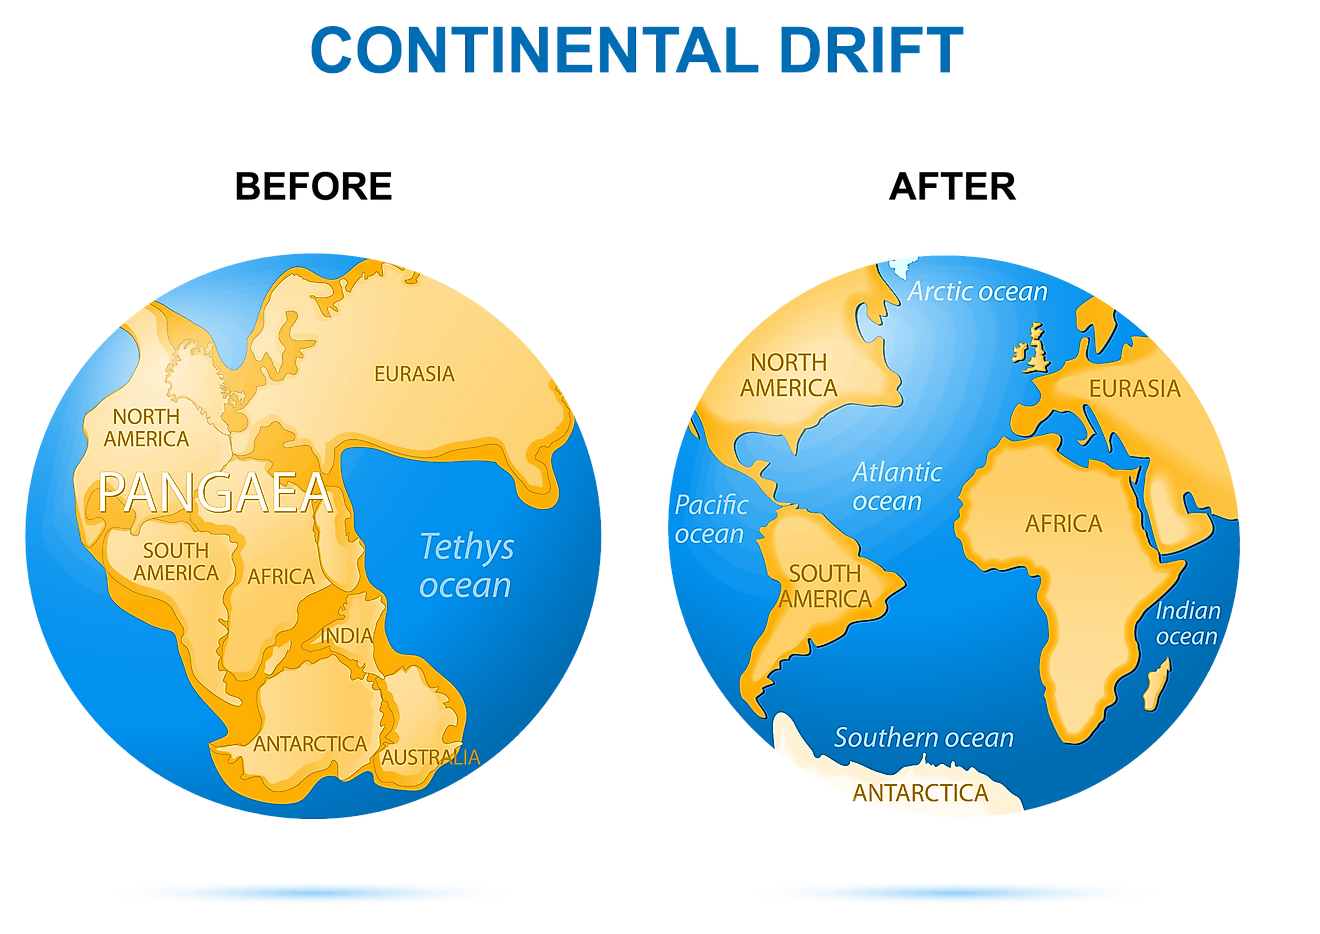 CONTINENTAL DRIFT
BEFORE
EURASIA
NORTH
AMERICA
PANGAEA
SOUTH
AMERICA
AFRICA
Tethys
ocean
INDIA
ANTARCTICA
AUSTRALIA
AFTER
Arctic ocean
NORTH
AMERICA
EURASIA
Atlantic
ocean
Pacific
ocean
AFRICA
SOUTH
AMERICA
Indian
ocean
Southern ocean
ANTARCTICA